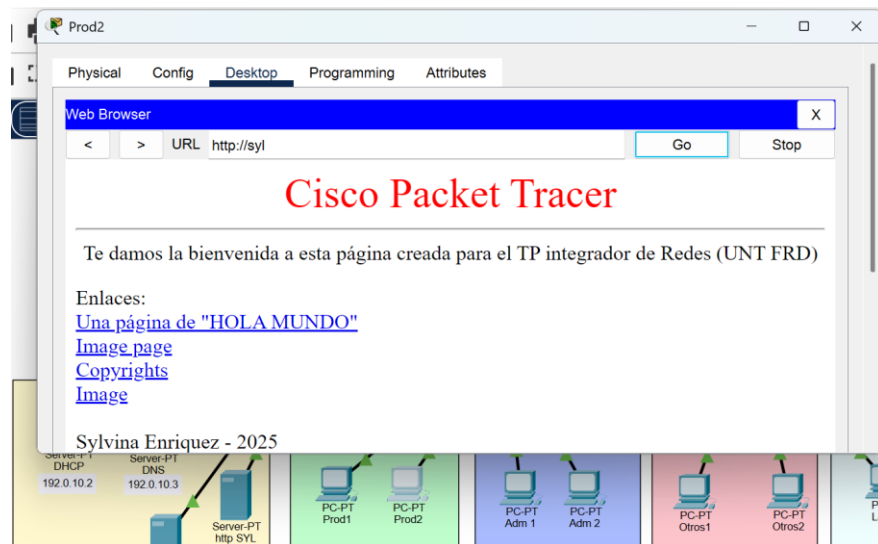 Prod2
Physical Config Desktop Programming Attributes
Web Browser X
< > URL http://syl Go Stop
Cisco Packet Tracer
Te damos la bienvenida a esta página creada para el TP integrador de Redes (UNT FRD)
Enlaces:
Una página de "HOLA MUNDO"
Image page
Copyrights
Image
Sylvina Enriquez - 2025
Server-PT
DHCP
192.0.10.2
Server-PT
DNS
192.0.10.3
Server-PT
http SYL
PC-PT
Prod1
PC-PT
Prod2
PC-PT
Adm 1
PC-PT
Adm 2
PC-PT
Otros1
PC-PT
Otros2